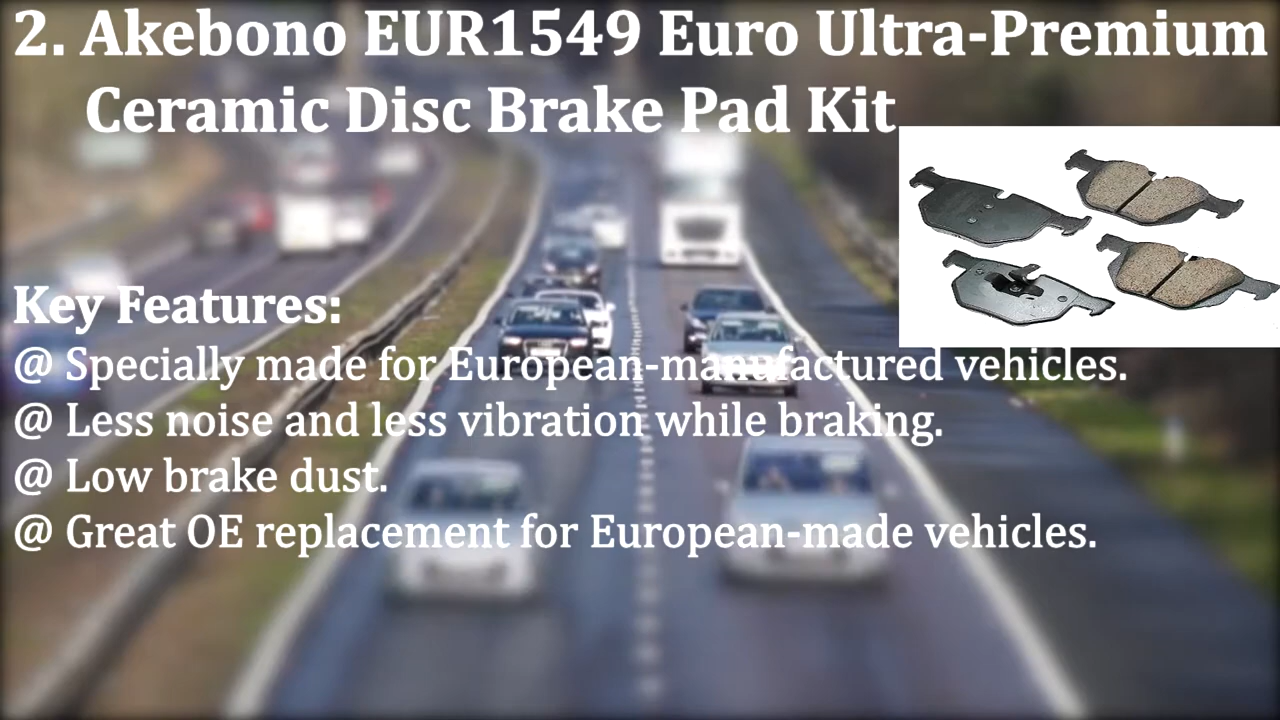 2. Akebono EUR1549 Euro Ultra-Premium
Ceramic Disc Brake Pad Kit
Key Features:
@ Specially made for European-manufactured vehicles.
@ Less noise and less vibration while braking.
@ Low brake dust.
@ Great OE replacement for European-made vehicles.